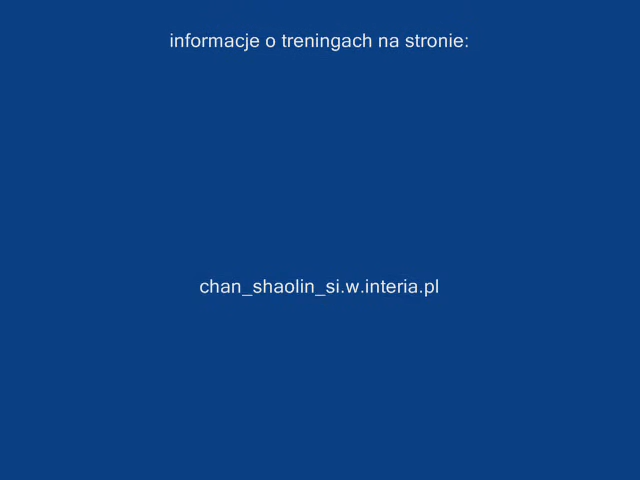 informacje o treningach na stronie:
chan_shaolin_si.w.interia.pl